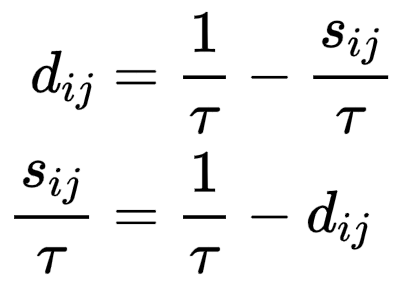 d_{ij} = \frac{1}{\tau} - \frac{s_{ij}}{\tau}
\frac{s_{ij}}{\tau} = \frac{1}{\tau} - d_{ij}